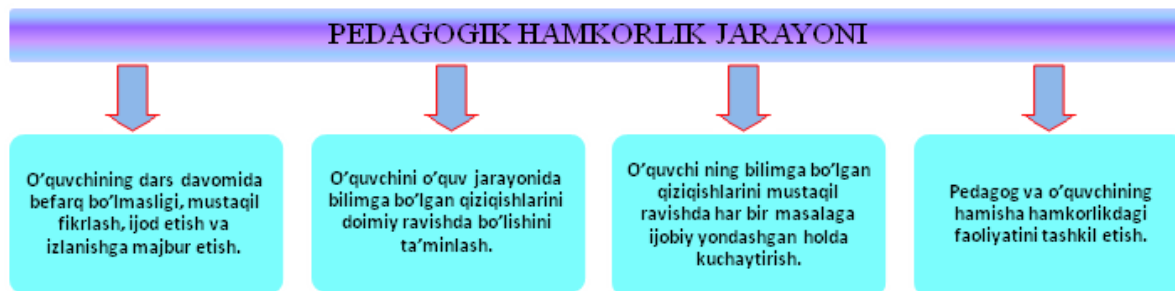 PEDAGOGIK HAMKORLIK JARAYONI
O’quvchining dars davomida
befarq bo’lmasligi, mustaqil
fikrlash, ijod etish va
izlanishga majbur etish.
O’quvchini o’quv jarayonida
bilimga bo’lgan qiziqishlarini
doimiy ravishda bo’lishini
ta’minlash.
O’quvchi ning bilimga bo’lgan
qiziqishlarini mustaqil
ravishda har bir masalaga
ijobiy yondashgan holda
kuchaytirish.
Pedagog va o’quvchining
hamisha hamkorlikdagi
faoliyatini tashkil etish.